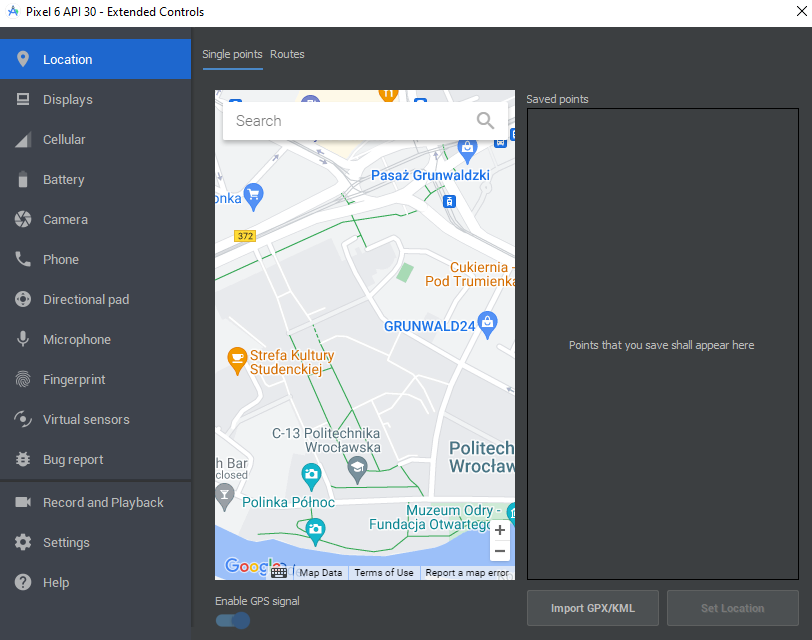 Pixel 6 API 30 - Extended Controls
Location
Displays
Cellular
Battery
Camera
Phone
Directional pad
Microphone
Fingerprint
Virtual sensors
Bug report
Record and Playback
Settings
Help
Single points Routes
Search
Pasaż Grunwaldzki
onka
372
Cukiernia -
Pod Trumienka
GRUNWALD24
Strefa Kultury
Studenckiej
C-13 Politechnika
Wrocławska
Politech
Wrocław
h Bar
closed
Polinka Północ
Muzeum Odry -
Fundacja Otwartego
+
−
Google
Map Data Terms of Use Report a map error
Enable GPS signal
Saved points
Points that you save shall appear here
Import GPX/KML Set Location